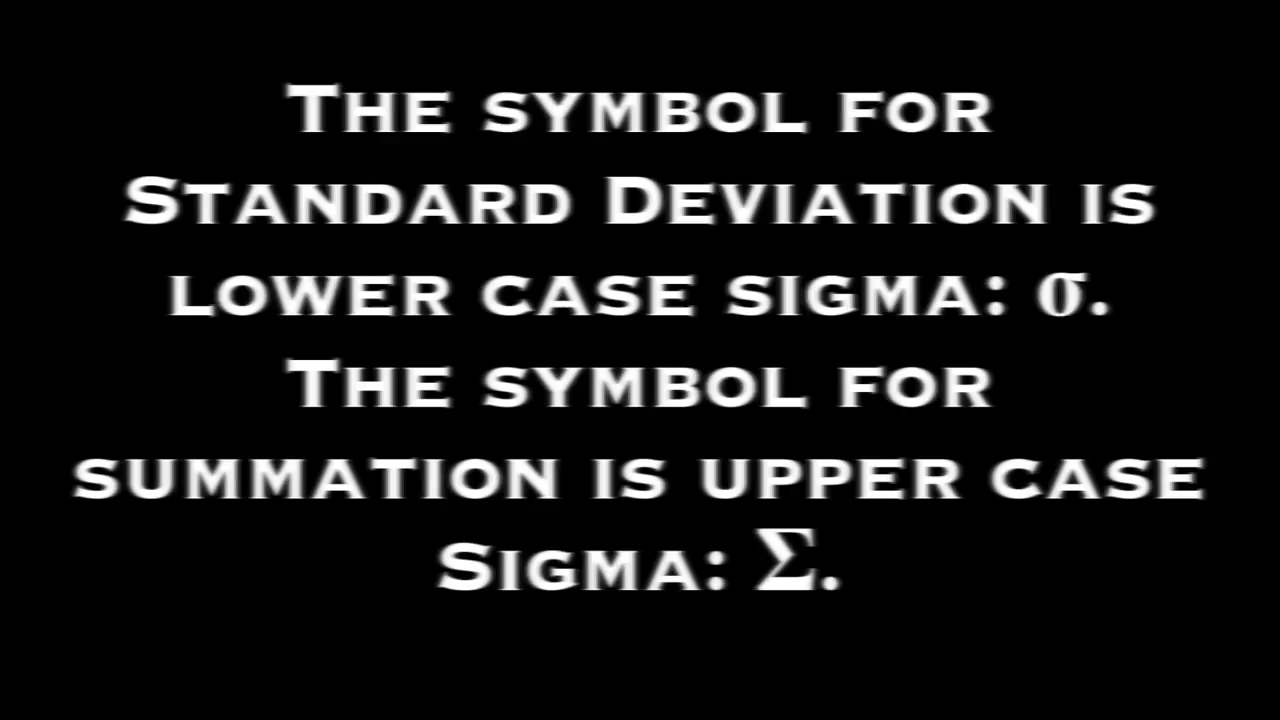 The symbol for
Standard Deviation is
lower case sigma: σ.
The symbol for
summation is upper case
Sigma: Σ.